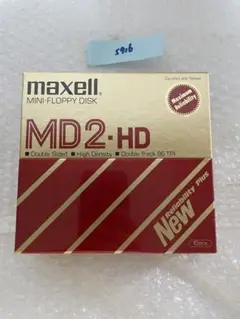 5916
maxell
MINI-FLOPPY DISK
Maximum
Reliability
MD2-HD
■ Double Sided ■ High Density ■ Double Track 96 TPI
Reliability Plus
New